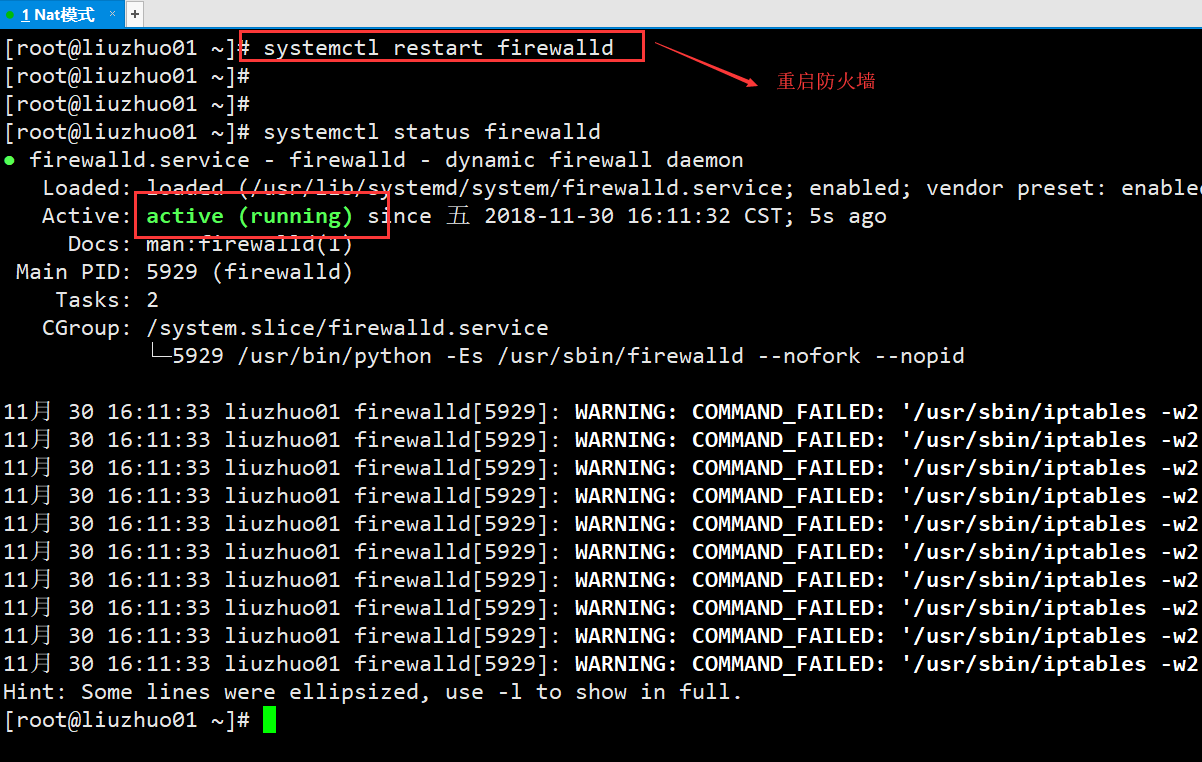 1 Nat模式 × +
[root@liuzhuo01 ~]# systemctl restart firewalld
重启防火墙
[root@liuzhuo01 ~]#
[root@liuzhuo01 ~]#
[root@liuzhuo01 ~]# systemctl status firewalld
● firewalld.service - firewalld - dynamic firewall daemon
Loaded: loaded (/usr/lib/systemd/system/firewalld.service; enabled; vendor preset: enabled
Active: active (running) since 五 2018-11-30 16:11:32 CST; 5s ago
Docs: man:firewalld(1)
Main PID: 5929 (firewalld)
Tasks: 2
CGroup: /system.slice/firewalld.service
└─5929 /usr/bin/python -Es /usr/sbin/firewalld --nofork --nopid
11月 30 16:11:33 liuzhuo01 firewalld[5929]: WARNING: COMMAND_FAILED: '/usr/sbin/iptables -w2
11月 30 16:11:33 liuzhuo01 firewalld[5929]: WARNING: COMMAND_FAILED: '/usr/sbin/iptables -w2
11月 30 16:11:33 liuzhuo01 firewalld[5929]: WARNING: COMMAND_FAILED: '/usr/sbin/iptables -w2
11月 30 16:11:33 liuzhuo01 firewalld[5929]: WARNING: COMMAND_FAILED: '/usr/sbin/iptables -w2
11月 30 16:11:33 liuzhuo01 firewalld[5929]: WARNING: COMMAND_FAILED: '/usr/sbin/iptables -w2
11月 30 16:11:33 liuzhuo01 firewalld[5929]: WARNING: COMMAND_FAILED: '/usr/sbin/iptables -w2
11月 30 16:11:33 liuzhuo01 firewalld[5929]: WARNING: COMMAND_FAILED: '/usr/sbin/iptables -w2
11月 30 16:11:33 liuzhuo01 firewalld[5929]: WARNING: COMMAND_FAILED: '/usr/sbin/iptables -w2
11月 30 16:11:33 liuzhuo01 firewalld[5929]: WARNING: COMMAND_FAILED: '/usr/sbin/iptables -w2
11月 30 16:11:33 liuzhuo01 firewalld[5929]: WARNING: COMMAND_FAILED: '/usr/sbin/iptables -w2
Hint: Some lines were ellipsized, use -l to show in full.
[root@liuzhuo01 ~]#